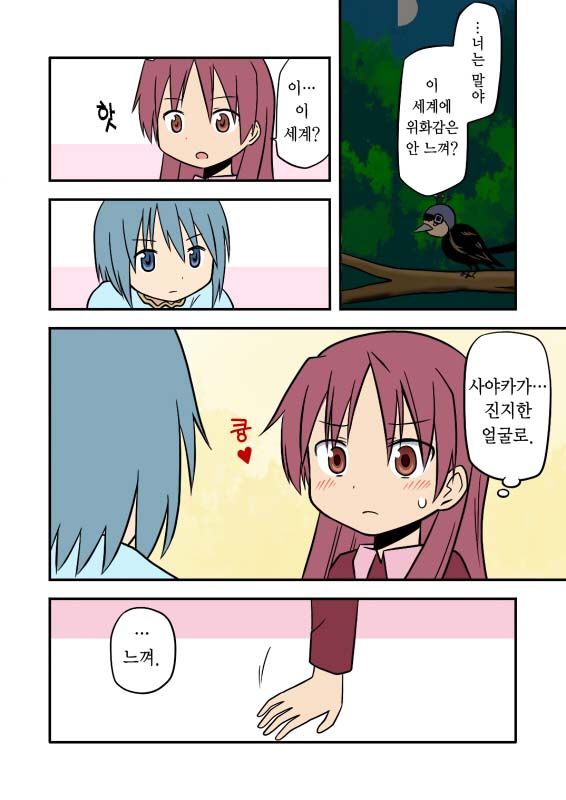 …너는 말야
이
세계에
위화감은
안 느껴?
이…
이
세계?
핫
사야카가…
진지한
얼굴로.
큥♥
…
느껴.